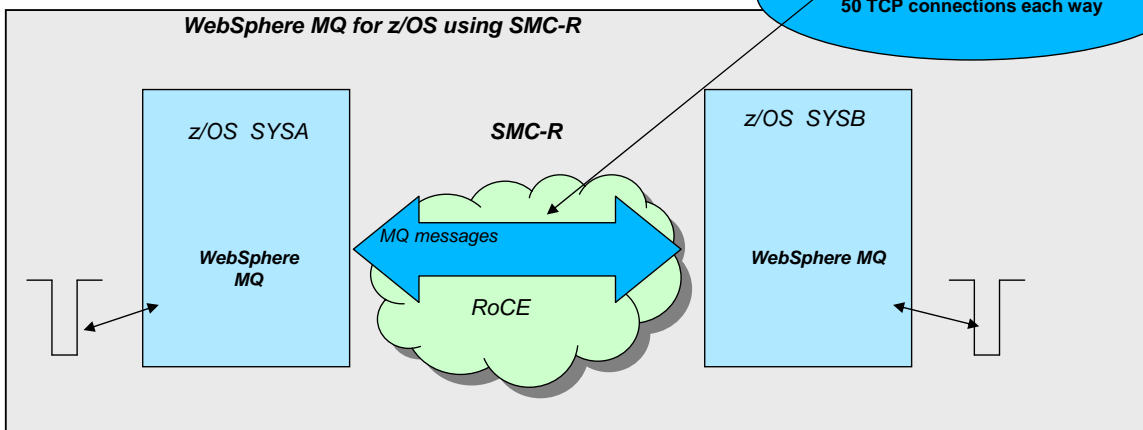 50 TCP connections each way
WebSphere MQ for z/OS using SMC-R
z/OS SYSA
SMC-R
z/OS SYSB
MQ messages
WebSphere
MQ
WebSphere MQ
RoCE